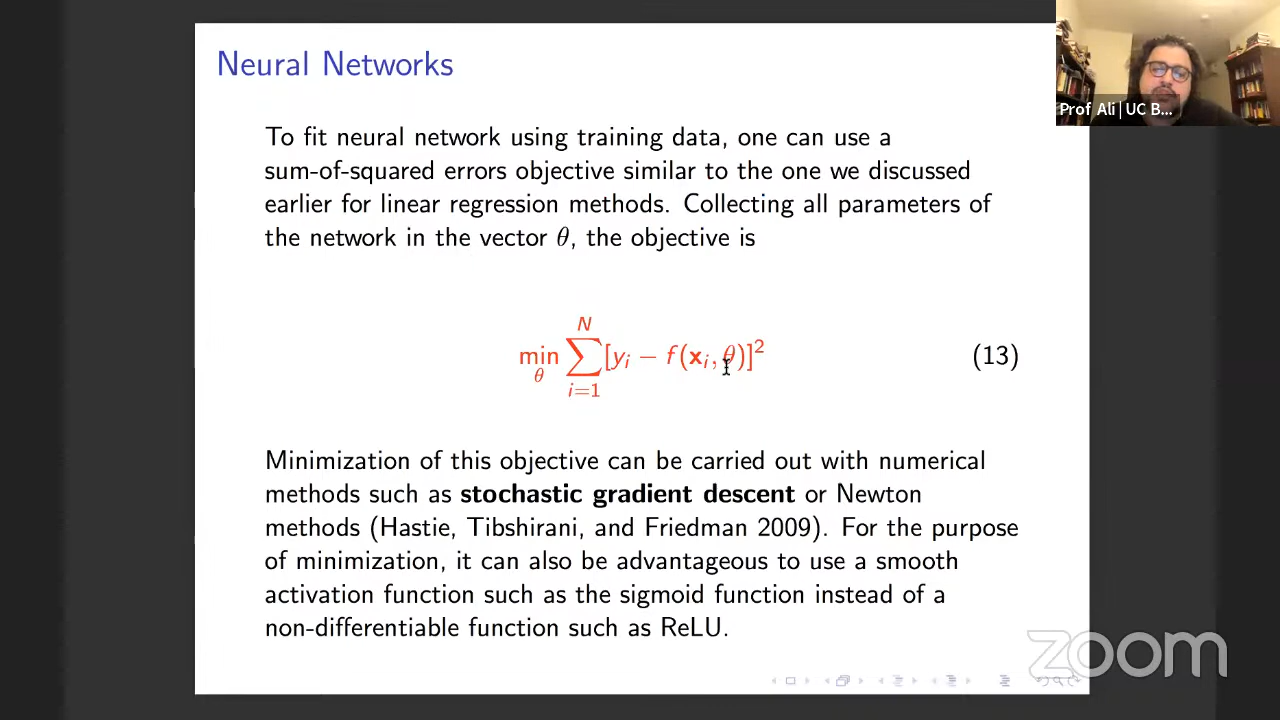 Neural Networks
To fit neural network using training data, one can use a
sum-of-squared errors objective similar to the one we discussed
earlier for linear regression methods. Collecting all parameters of
the network in the vector θ, the objective is
min_θ ∑_{i=1}^{N} [y_i − f(𝐱_i, θ)]² (13)
Minimization of this objective can be carried out with numerical
methods such as stochastic gradient descent or Newton
methods (Hastie, Tibshirani, and Friedman 2009). For the purpose
of minimization, it can also be advantageous to use a smooth
activation function such as the sigmoid function instead of a
non-differentiable function such as ReLU.
Prof Ali | UC B...
zoom